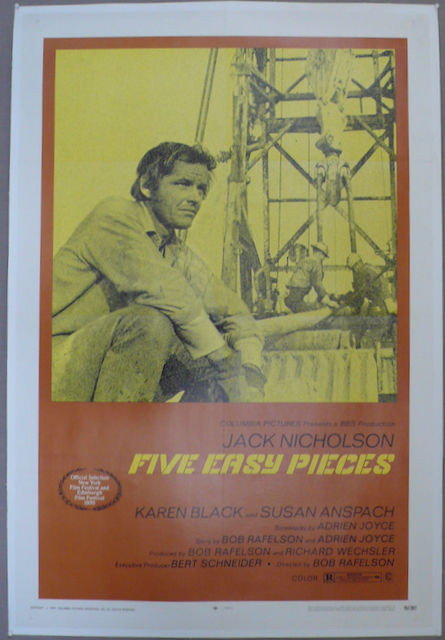 COLUMBIA PICTURES Presents a BBS Production
JACK NICHOLSON
FIVE EASY PIECES
Official Selection
New York
Film Festival and
Edinburgh
Film Festival
1970
KAREN BLACK and SUSAN ANSPACH
Screenplay by ADRIEN JOYCE
Story by BOB RAFELSON and ADRIEN JOYCE
Produced by BOB RAFELSON and RICHARD WECHSLER
Executive Producer BERT SCHNEIDER • Directed by BOB RAFELSON
COLOR R